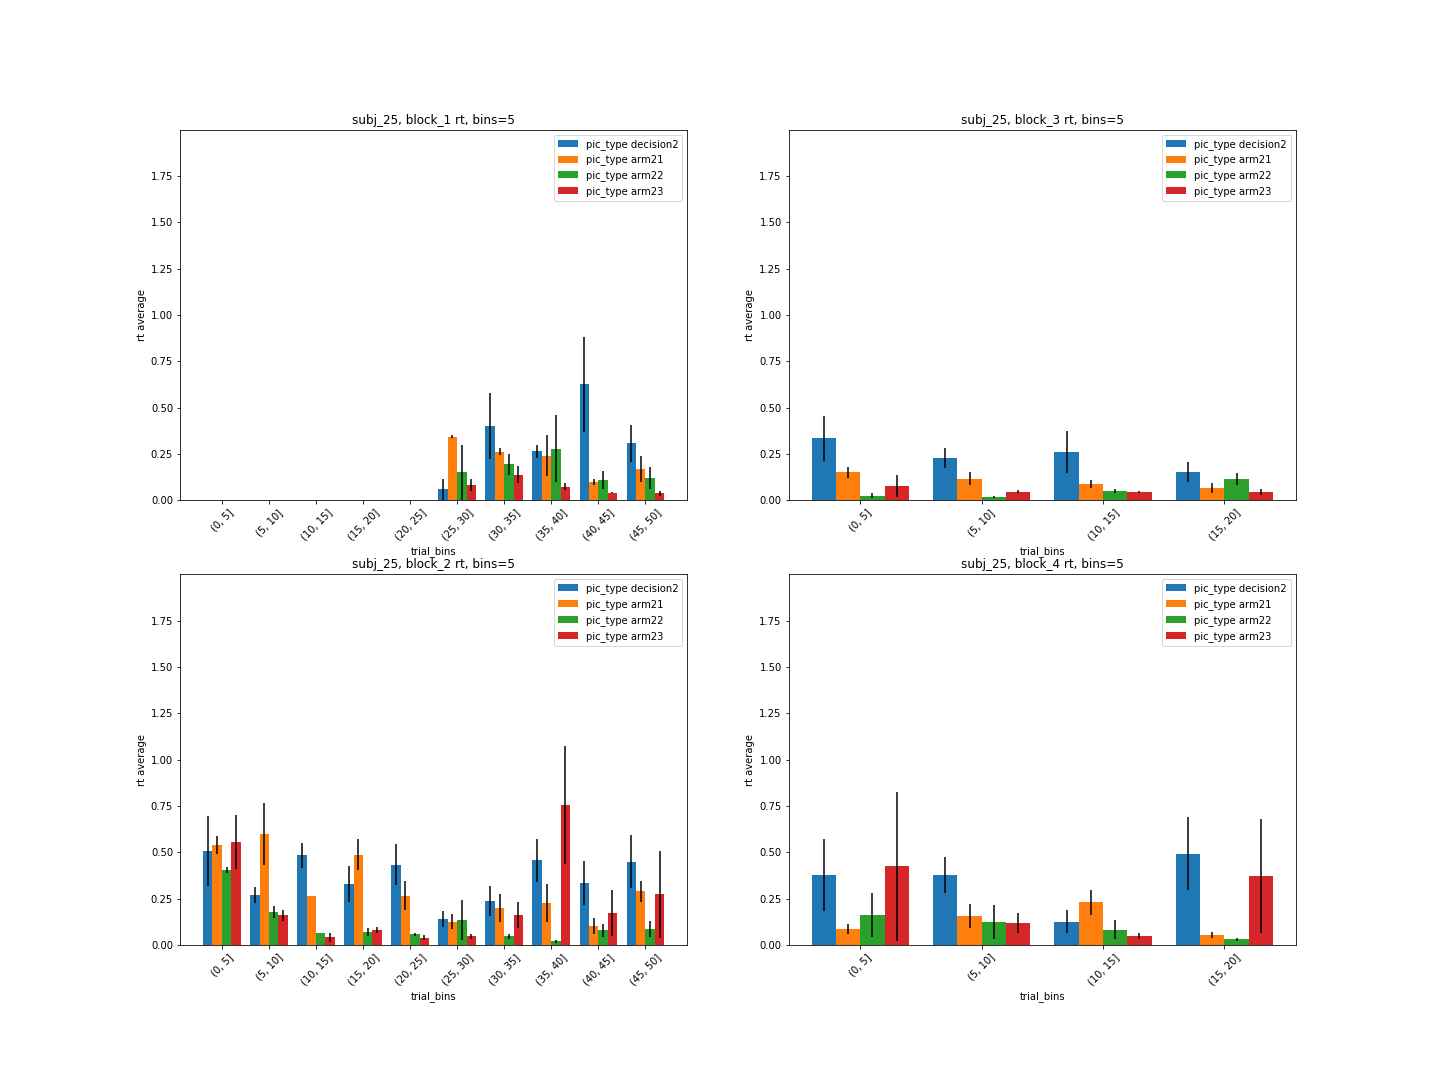 subj_25, block_1 rt, bins=5
pic_type decision2
pic_type arm21
pic_type arm22
pic_type arm23
1.75
1.50
1.25
1.00
0.75
0.50
0.25
0.00
rt average
(0, 5]
(5, 10]
(10, 15]
(15, 20]
(20, 25]
(25, 30]
(30, 35]
(35, 40]
(40, 45]
(45, 50]
trial_bins
subj_25, block_3 rt, bins=5
pic_type decision2
pic_type arm21
pic_type arm22
pic_type arm23
1.75
1.50
1.25
1.00
0.75
0.50
0.25
0.00
rt average
(0, 5]
(5, 10]
(10, 15]
(15, 20]
trial_bins
subj_25, block_2 rt, bins=5
pic_type decision2
pic_type arm21
pic_type arm22
pic_type arm23
1.75
1.50
1.25
1.00
0.75
0.50
0.25
0.00
rt average
(0, 5]
(5, 10]
(10, 15]
(15, 20]
(20, 25]
(25, 30]
(30, 35]
(35, 40]
(40, 45]
(45, 50]
trial_bins
subj_25, block_4 rt, bins=5
pic_type decision2
pic_type arm21
pic_type arm22
pic_type arm23
1.75
1.50
1.25
1.00
0.75
0.50
0.25
0.00
rt average
(0, 5]
(5, 10]
(10, 15]
(15, 20]
trial_bins